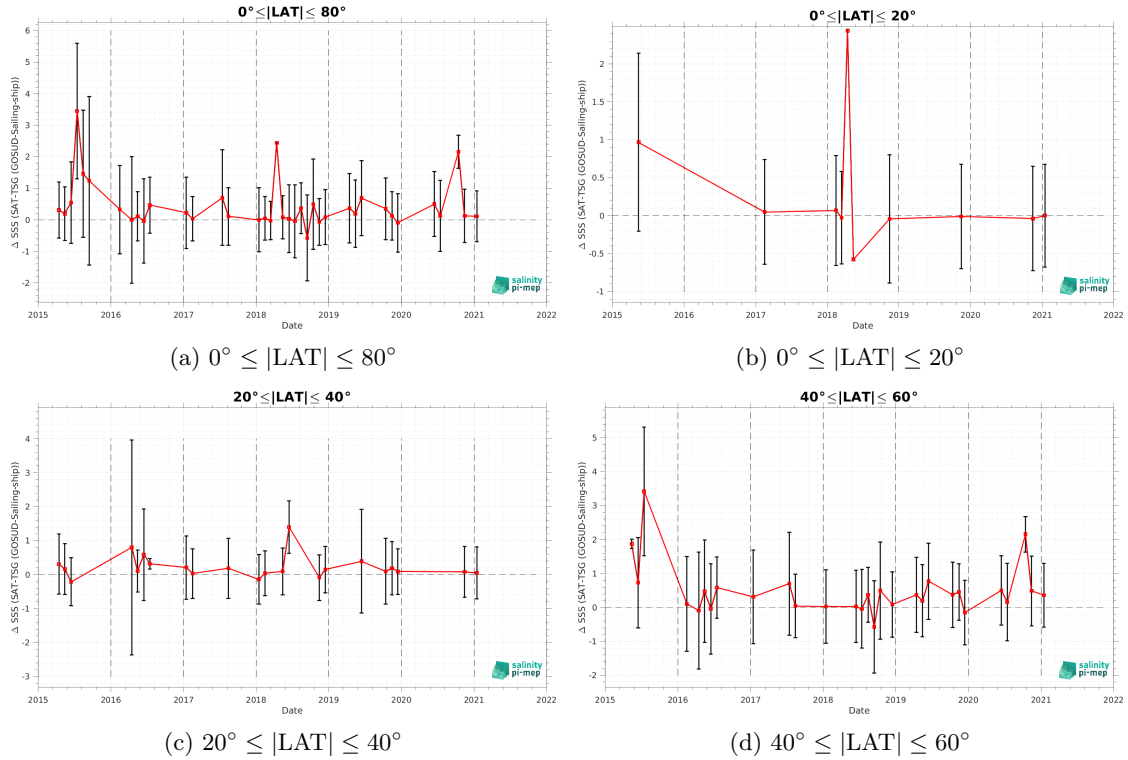 0°≤|LAT|≤ 80°
Δ SSS (SAT-TSG (GOSUD-Sailing-ship))
6
5
4
3
2
1
0
-1
-2
2015 2016 2017 2018 2019 2020 2021 2022
Date
salinity
pi-mep
(a) 0° ≤ |LAT| ≤ 80°
0°≤|LAT|≤ 20°
Δ SSS (SAT-TSG (GOSUD-Sailing-ship))
2
1.5
1
0.5
0
-0.5
-1
2015 2016 2017 2018 2019 2020 2021 2022
Date
salinity
pi-mep
(b) 0° ≤ |LAT| ≤ 20°
20°≤|LAT|≤ 40°
Δ SSS (SAT-TSG (GOSUD-Sailing-ship))
4
3
2
1
0
-1
-2
-3
2015 2016 2017 2018 2019 2020 2021 2022
Date
salinity
pi-mep
(c) 20° ≤ |LAT| ≤ 40°
40°≤|LAT|≤ 60°
Δ SSS (SAT-TSG (GOSUD-Sailing-ship))
5
4
3
2
1
0
-1
-2
2015 2016 2017 2018 2019 2020 2021 2022
Date
salinity
pi-mep
(d) 40° ≤ |LAT| ≤ 60°